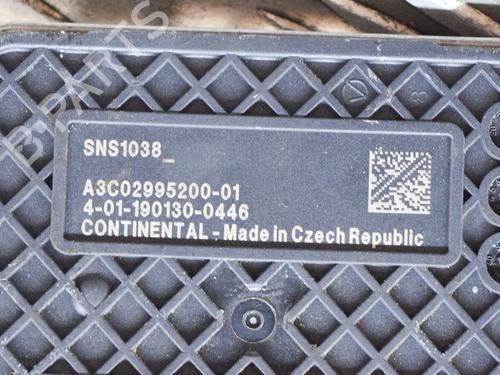 B-PARTS
SNS1038_
A3C02995200-01
4-01-190130-0446
CONTINENTAL - Made in Czech Republic